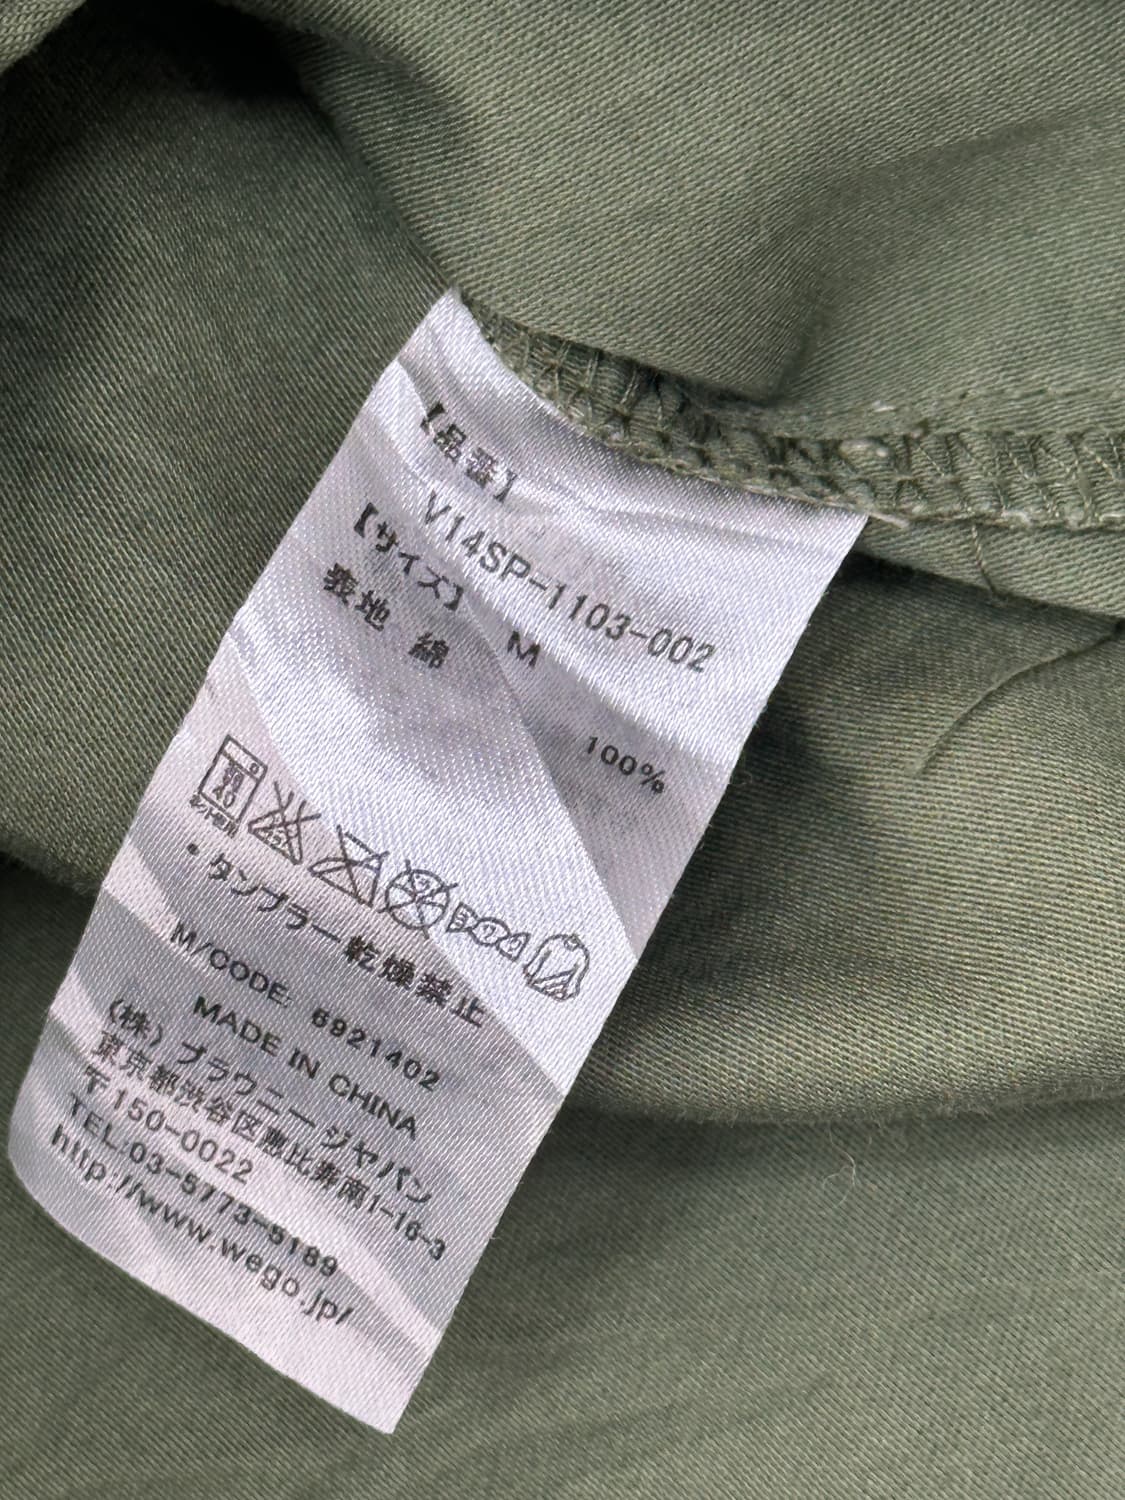 【品番】
V14SP-1103-002
【サイズ】 M
表地 綿 100%
・タンブラー乾燥禁止
M/CODE: 6921402
MADE IN CHINA
(株)ブラウニージャパン
東京都渋谷区恵比寿南1-16-3
〒150-0022
TEL:03-5773-5189
http://www.wego.jp/